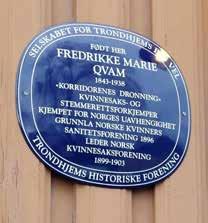 SELSKABET FOR TRONDHJEMS VEL
FØDT HER
FREDRIKKE MARIE
QVAM
1843-1938
«KORRIDORENES DRONNING»
KVINNESAKS- OG
STEMMERETTSFORKJEMPER
KJEMPET FOR NORGES UAVHENGIGHET
GRUNNLA NORSKE KVINNERS
SANITETSFORENING 1896
LEDER NORSK
KVINNESAKSFORENING
1899-1903
TRONDHJEMS HISTORISKE FORENING